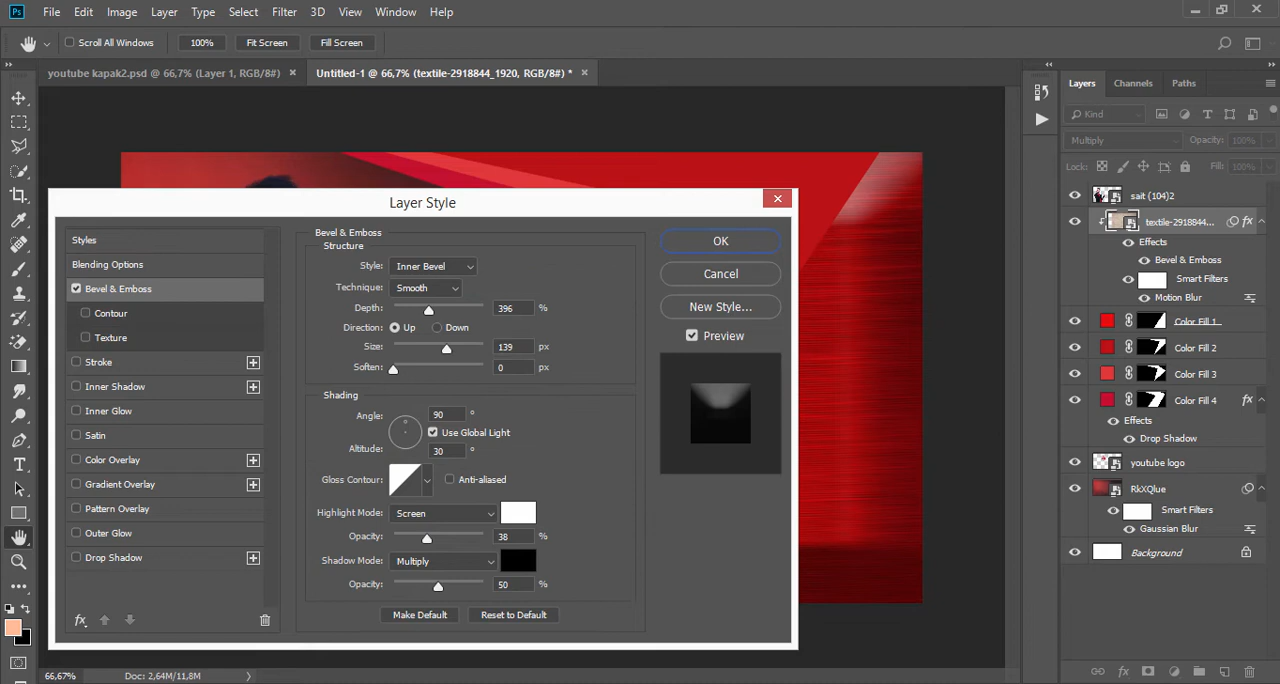 Ps File Edit Image Layer Type Select Filter 3D View Window Help
Scroll All Windows 100% Fit Screen Fill Screen
youtube kapak2.psd @ 66,7% (Layer 1, RGB/8#) × Untitled-1 @ 66,7% (textile-2918844_1920, RGB/8#) * ×
Layer Style
Styles
Blending Options
Bevel & Emboss
Contour
Texture
Stroke
Inner Shadow
Inner Glow
Satin
Color Overlay
Gradient Overlay
Pattern Overlay
Outer Glow
Drop Shadow
fx
Bevel & Emboss
Structure
Style: Inner Bevel
Technique: Smooth
Depth: 396 %
Direction: Up Down
Size: 139 px
Soften: 0 px
Shading
Angle: 90 °
Use Global Light
Altitude: 30 °
Gloss Contour: Anti-aliased
Highlight Mode: Screen
Opacity: 38 %
Shadow Mode: Multiply
Opacity: 50 %
Make Default Reset to Default
OK
Cancel
New Style...
Preview
Layers Channels Paths
Kind
Multiply Opacity: 100%
Lock: Fill: 100%
sait (104)2
textile-2918844... fx
Effects
Bevel & Emboss
Smart Filters
Motion Blur
Color Fill 1
Color Fill 2
Color Fill 3
Color Fill 4 fx
Effects
Drop Shadow
youtube logo
RkXQlue
Smart Filters
Gaussian Blur
Background
fx
66,67% Doc: 2,64M/11,8M